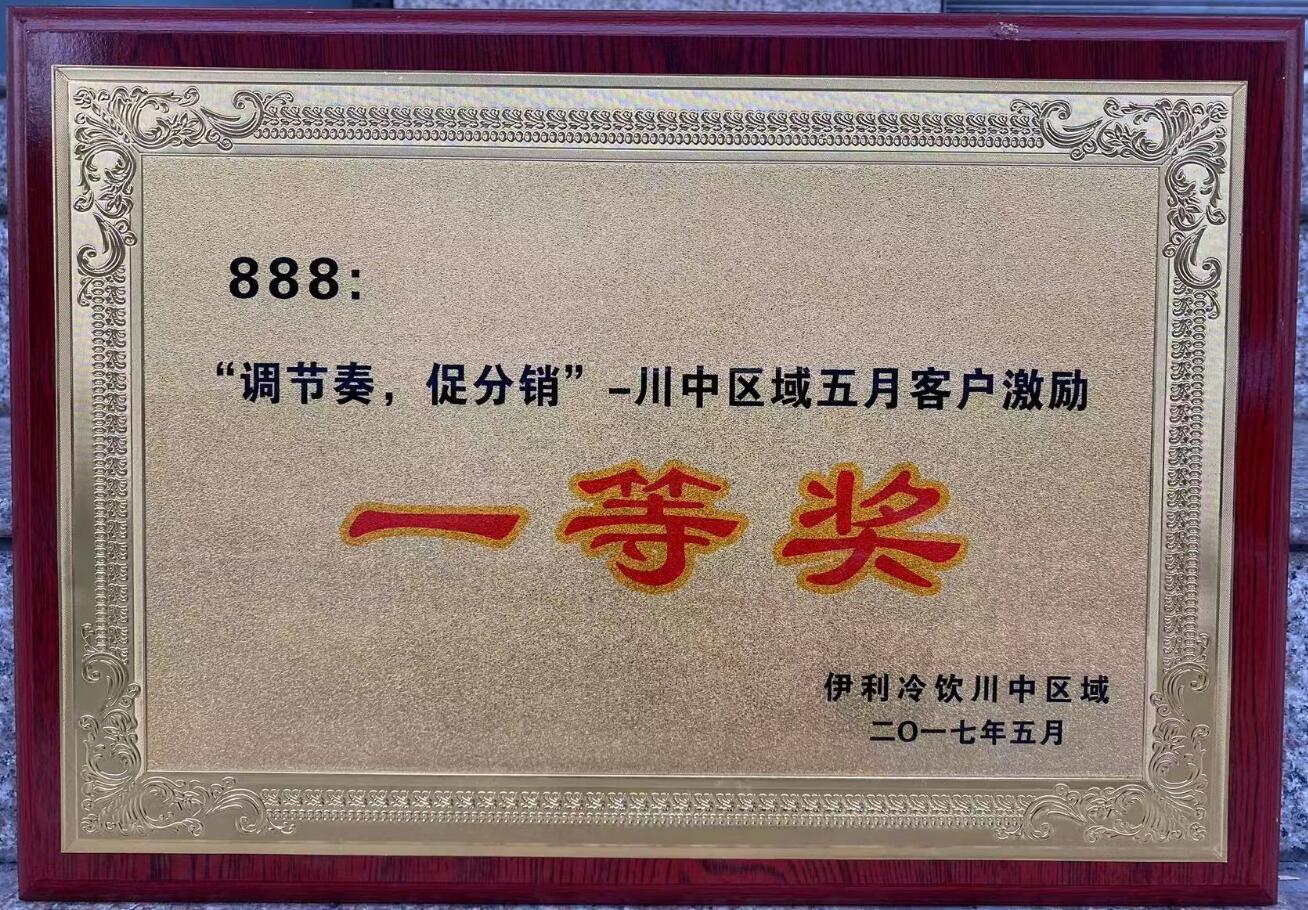 888：
“调节奏，促分销”-川中区域五月客户激励
一等奖
伊利冷饮川中区域
二〇一七年五月